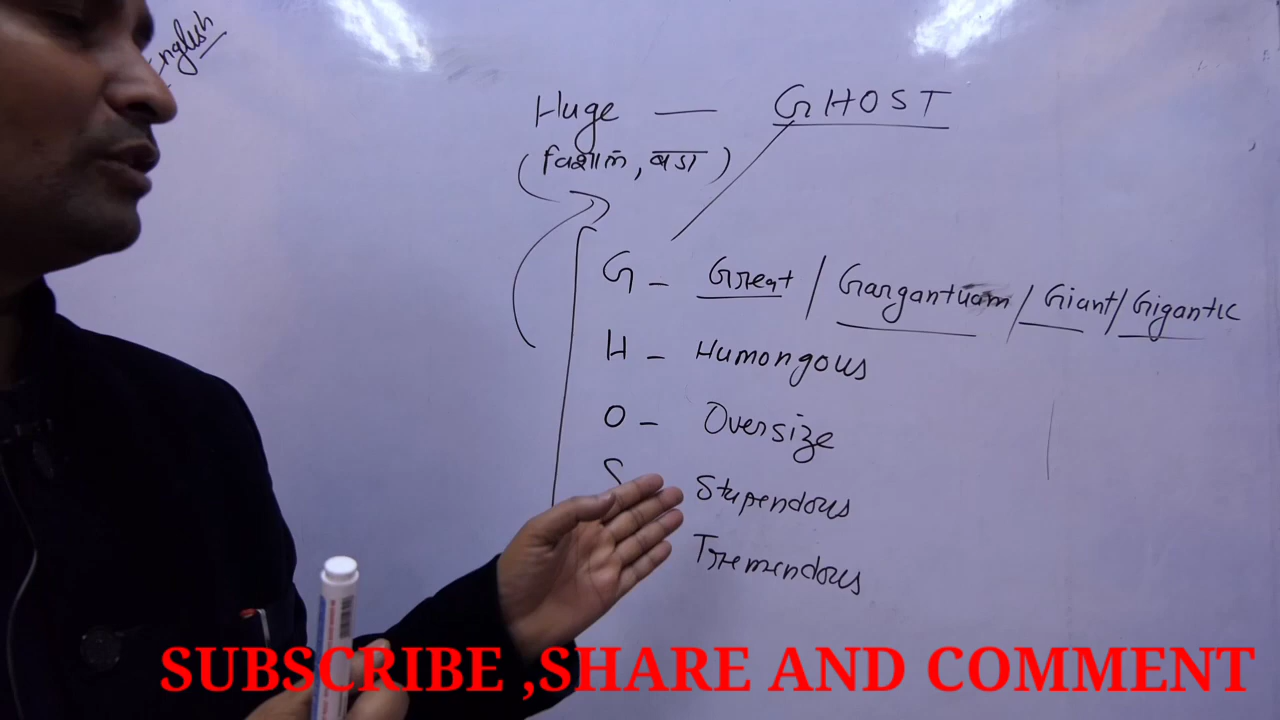 English
Huge — GHOST
(विशाल, बडा)
G – Great / Gargantuam / Giant / Gigantic
H – Humongous
O – Oversize
S Stupendous
Tremendous
SUBSCRIBE ,SHARE AND COMMENT